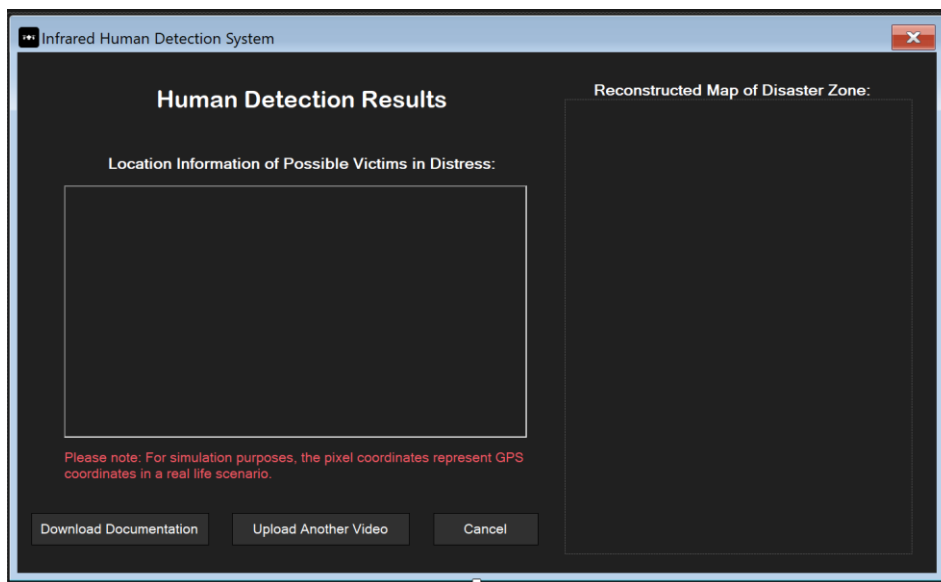 Infrared Human Detection System
Human Detection Results
Location Information of Possible Victims in Distress:
Please note: For simulation purposes, the pixel coordinates represent GPS
coordinates in a real life scenario.
Download Documentation
Upload Another Video
Cancel
Reconstructed Map of Disaster Zone: